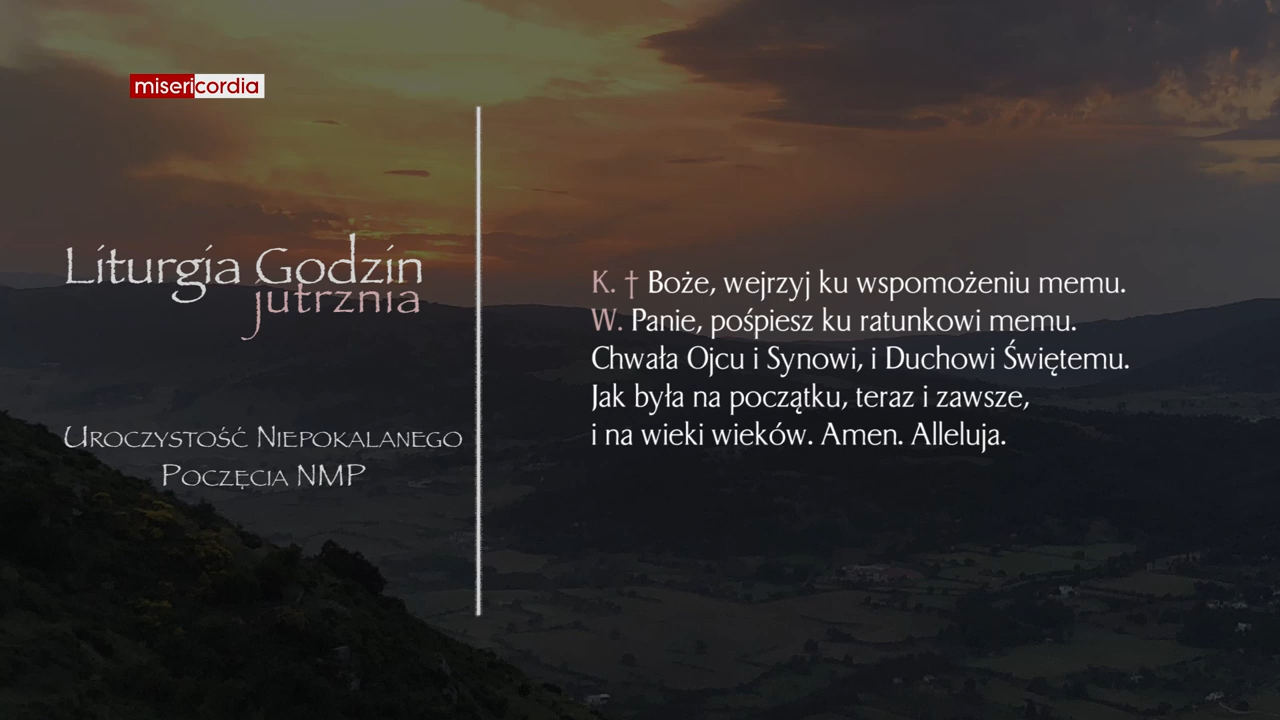 misericordia
Liturgia Godzin
jutrznia
Uroczystość Niepokalanego
Poczęcia NMP
K. † Boże, wejrzyj ku wspomożeniu memu.
W. Panie, pośpiesz ku ratunkowi memu.
Chwała Ojcu i Synowi, i Duchowi Świętemu.
Jak była na początku, teraz i zawsze,
i na wieki wieków. Amen. Alleluja.